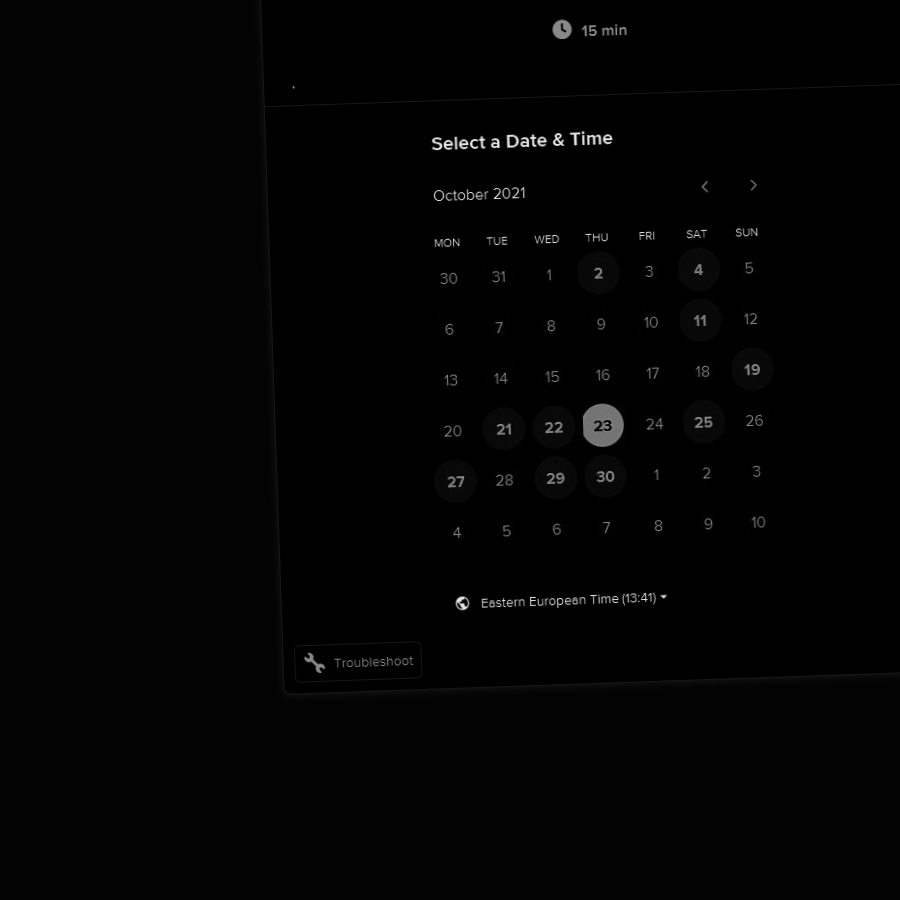 15 min
Select a Date & Time
October 2021
MON TUE WED THU FRI SAT SUN
30 31 1 2 3 4 5
6 7 8 9 10 11 12
13 14 15 16 17 18 19
20 21 22 23 24 25 26
27 28 29 30 1 2 3
4 5 6 7 8 9 10
Eastern European Time (13:41)
Troubleshoot